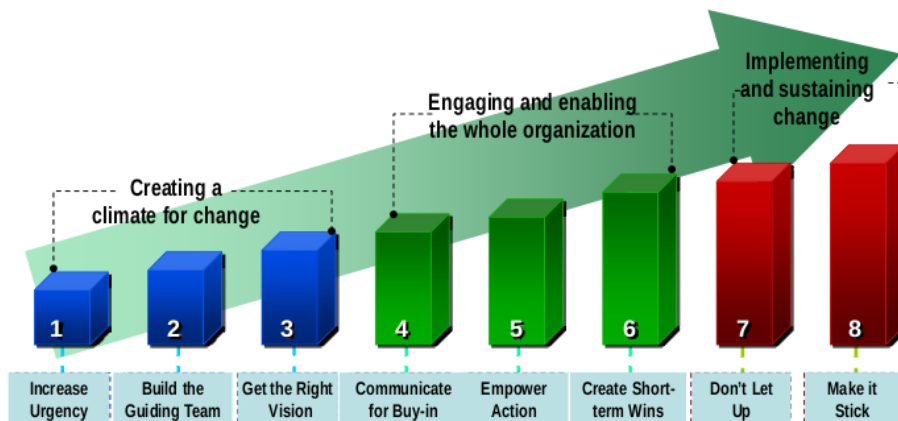 Implementing
and sustaining
change
Engaging and enabling
the whole organization
Creating a
climate for change
1
2
3
4
5
6
7
8
Increase
Urgency
Build the
Guiding Team
Get the Right
Vision
Communicate
for Buy-in
Empower
Action
Create Short-
term Wins
Don't Let
Up
Make it
Stick